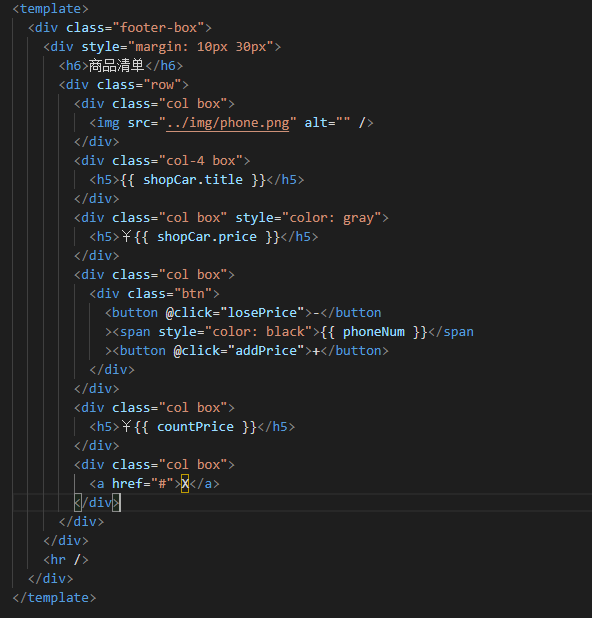 <template>
<div class="footer-box">
<div style="margin: 10px 30px">
<h6>商品清单</h6>
<div class="row">
<div class="col box">
<img src="../img/phone.png" alt="" />
</div>
<div class="col-4 box">
<h5>{{ shopCar.title }}</h5>
</div>
<div class="col box" style="color: gray">
<h5>￥{{ shopCar.price }}</h5>
</div>
<div class="col box">
<div class="btn">
<button @click="losePrice">-</button
><span style="color: black">{{ phoneNum }}</span
><button @click="addPrice">+</button>
</div>
</div>
<div class="col box">
<h5>￥{{ countPrice }}</h5>
</div>
<div class="col box">
<a href="#">X</a>
</div>
</div>
</div>
<hr />
</div>
</template>